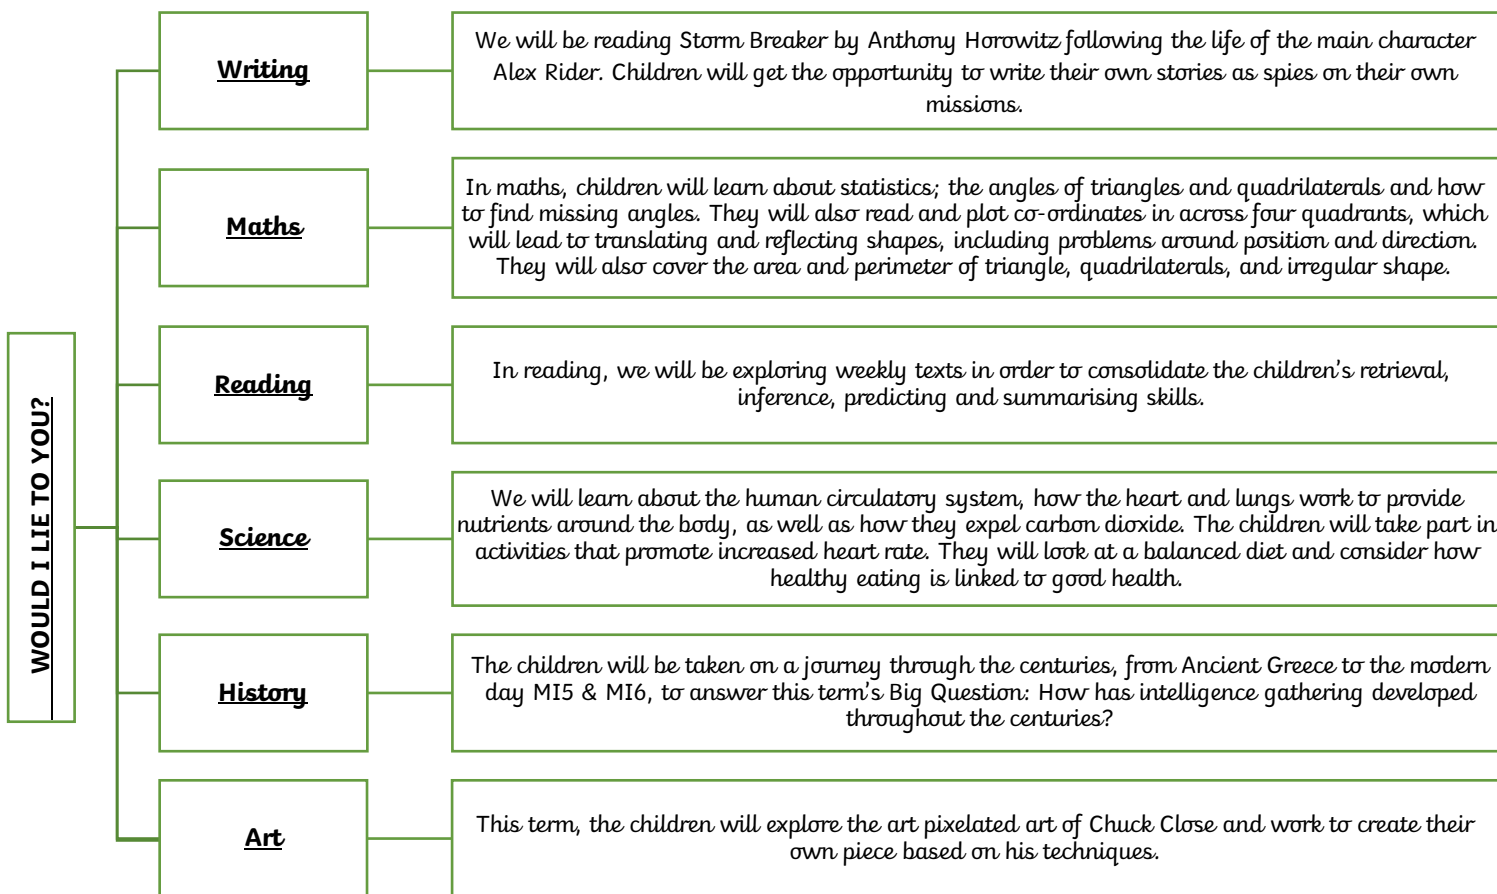 WOULD I LIE TO YOU?
Writing
We will be reading Storm Breaker by Anthony Horowitz following the life of the main character
Alex Rider. Children will get the opportunity to write their own stories as spies on their own
missions.
Maths
In maths, children will learn about statistics; the angles of triangles and quadrilaterals and how
to find missing angles. They will also read and plot co-ordinates in across four quadrants, which
will lead to translating and reflecting shapes, including problems around position and direction.
They will also cover the area and perimeter of triangle, quadrilaterals, and irregular shape.
Reading
In reading, we will be exploring weekly texts in order to consolidate the children's retrieval,
inference, predicting and summarising skills.
Science
We will learn about the human circulatory system, how the heart and lungs work to provide
nutrients around the body, as well as how they expel carbon dioxide. The children will take part in
activities that promote increased heart rate. They will look at a balanced diet and consider how
healthy eating is linked to good health.
History
The children will be taken on a journey through the centuries, from Ancient Greece to the modern
day MI5 & MI6, to answer this term's Big Question: How has intelligence gathering developed
throughout the centuries?
Art
This term, the children will explore the art pixelated art of Chuck Close and work to create their
own piece based on his techniques.